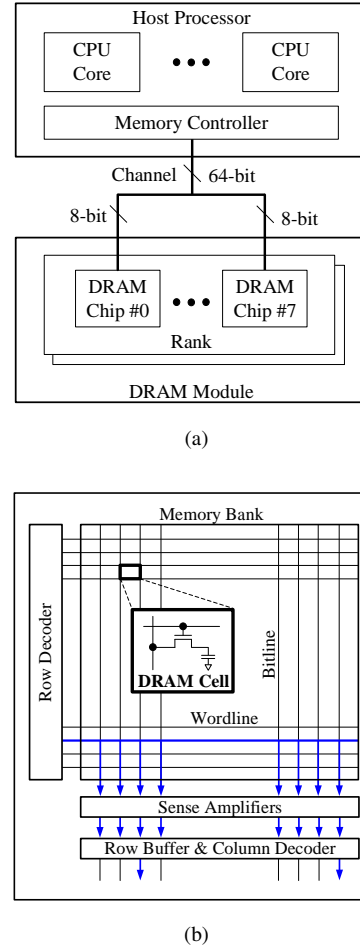 Host Processor
CPU Core
CPU Core
Memory Controller
Channel 64-bit
8-bit 8-bit
DRAM Chip #0
DRAM Chip #7
Rank
DRAM Module
(a)
Memory Bank
Row Decoder
DRAM Cell
Bitline
Wordline
Sense Amplifiers
Row Buffer & Column Decoder
(b)